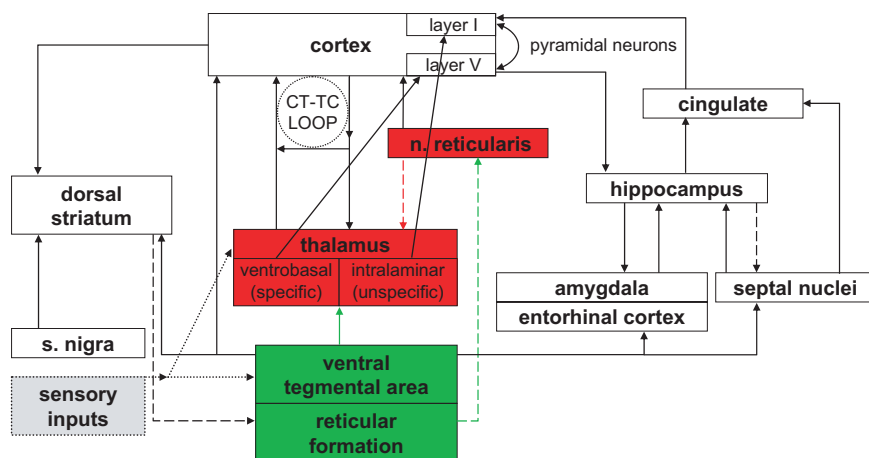 layer I
cortex
pyramidal neurons
layer V
CT-TC
LOOP
cingulate
n. reticularis
dorsal
striatum
hippocampus
thalamus
ventrobasal
(specific)
intralaminar
(unspecific)
amygdala
septal nuclei
entorhinal cortex
s. nigra
ventral
tegmental area
sensory
inputs
reticular
formation